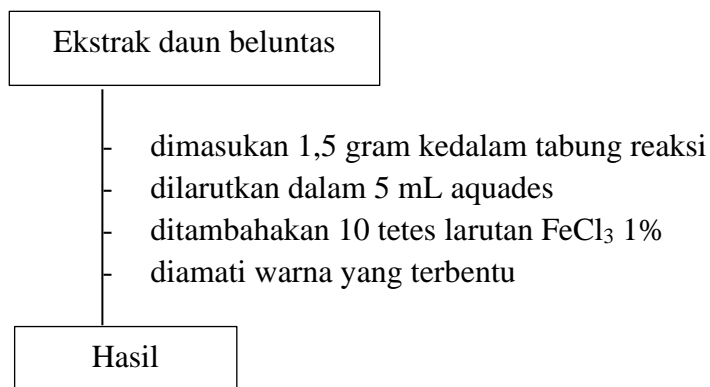 Ekstrak daun beluntas
- dimasukan 1,5 gram kedalam tabung reaksi
- dilarutkan dalam 5 mL aquades
- ditambahakan 10 tetes larutan FeCl₃ 1%
- diamati warna yang terbentu
Hasil